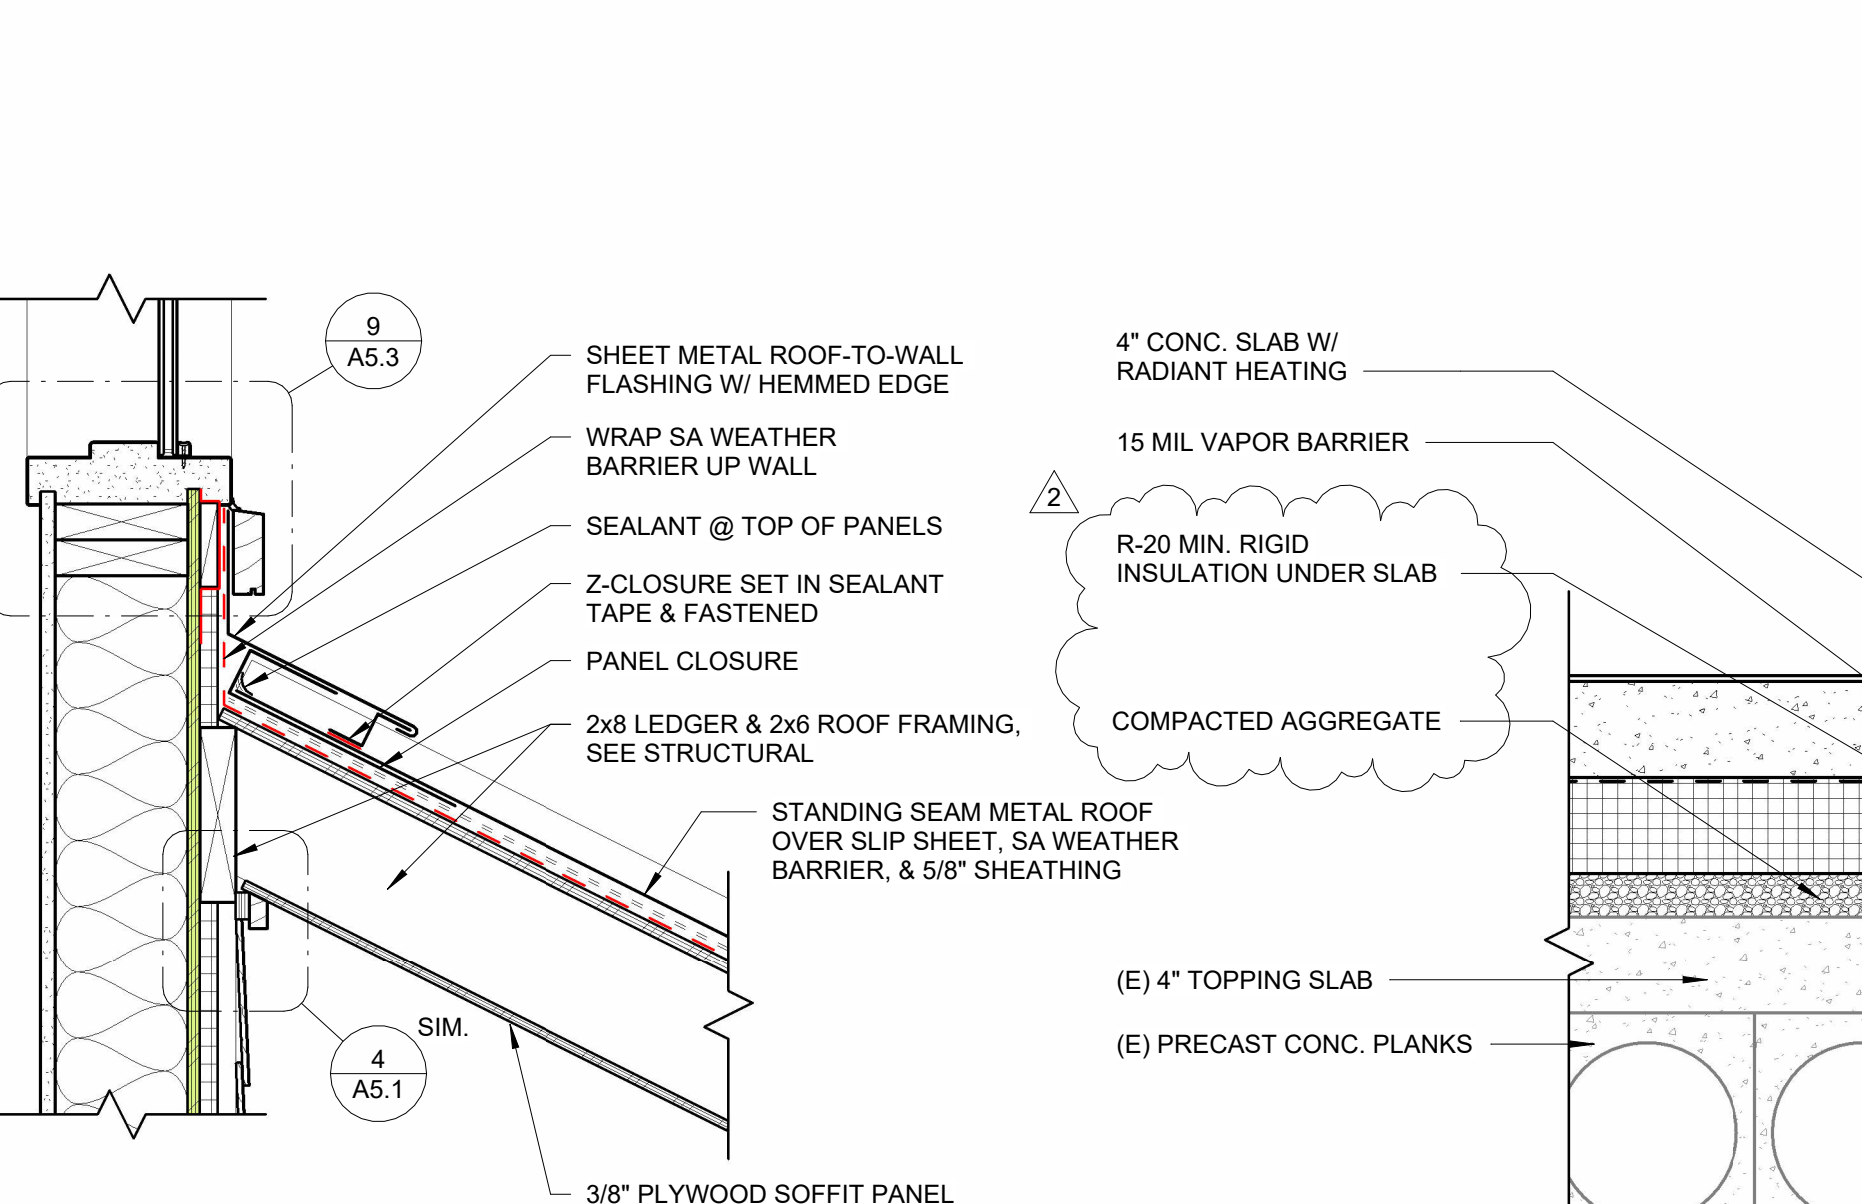 9
A5.3
SHEET METAL ROOF-TO-WALL
FLASHING W/ HEMMED EDGE
WRAP SA WEATHER
BARRIER UP WALL
SEALANT @ TOP OF PANELS
Z-CLOSURE SET IN SEALANT
TAPE & FASTENED
PANEL CLOSURE
2x8 LEDGER & 2x6 ROOF FRAMING,
SEE STRUCTURAL
STANDING SEAM METAL ROOF
OVER SLIP SHEET, SA WEATHER
BARRIER, & 5/8" SHEATHING
SIM.
4
A5.1
3/8" PLYWOOD SOFFIT PANEL
4" CONC. SLAB W/
RADIANT HEATING
15 MIL VAPOR BARRIER
2
R-20 MIN. RIGID
INSULATION UNDER SLAB
COMPACTED AGGREGATE
(E) 4" TOPPING SLAB
(E) PRECAST CONC. PLANKS